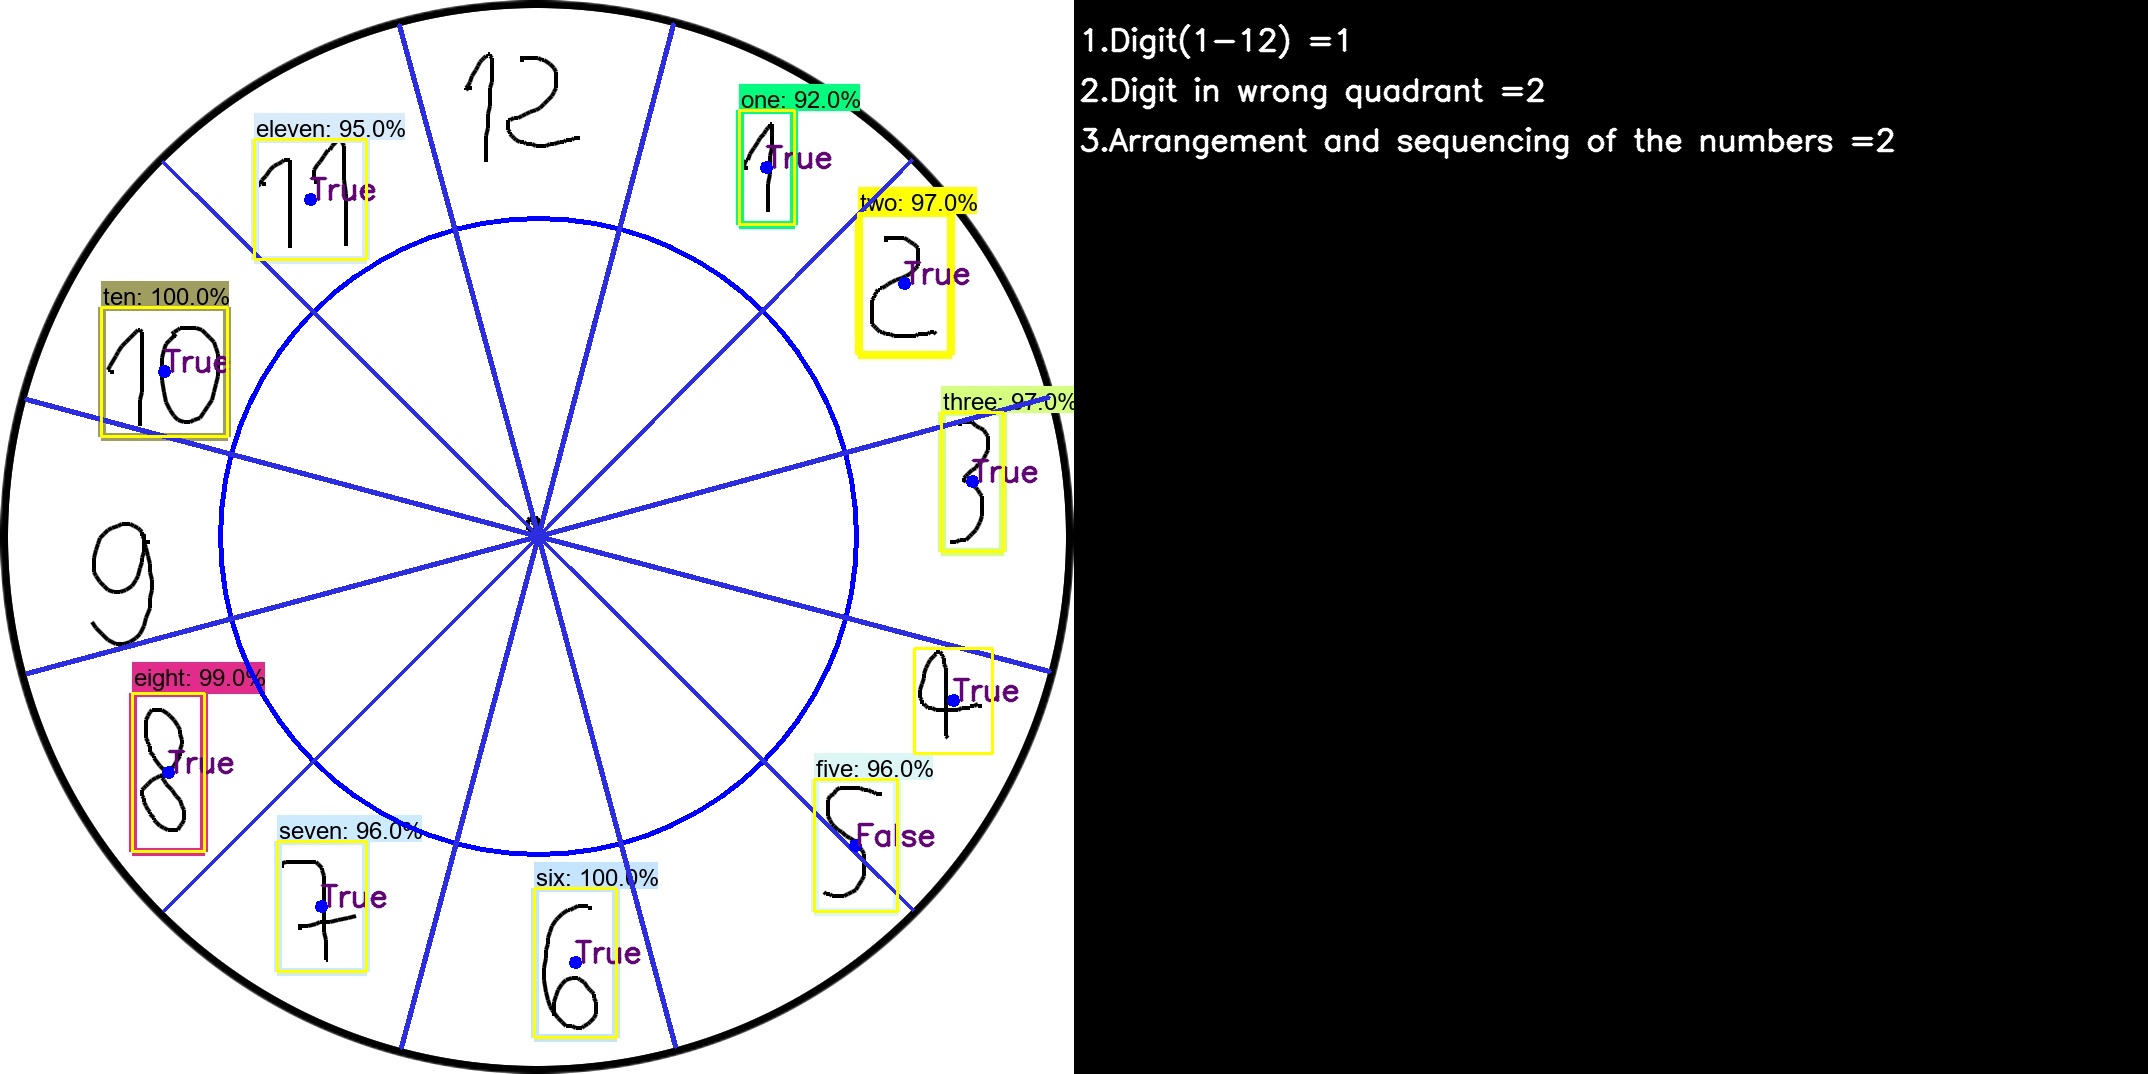 1.Digit(1-12) =1
2.Digit in wrong quadrant =2
3.Arrangement and sequencing of the numbers =2
12
one: 92.0%
1
True
eleven: 95.0%
11
True
two: 97.0%
2
True
ten: 100.0%
10
True
three: 97.0%
3
True
9
4
True
eight: 99.0%
8
True
five: 96.0%
5
False
seven: 96.0%
7
True
six: 100.0%
6
True